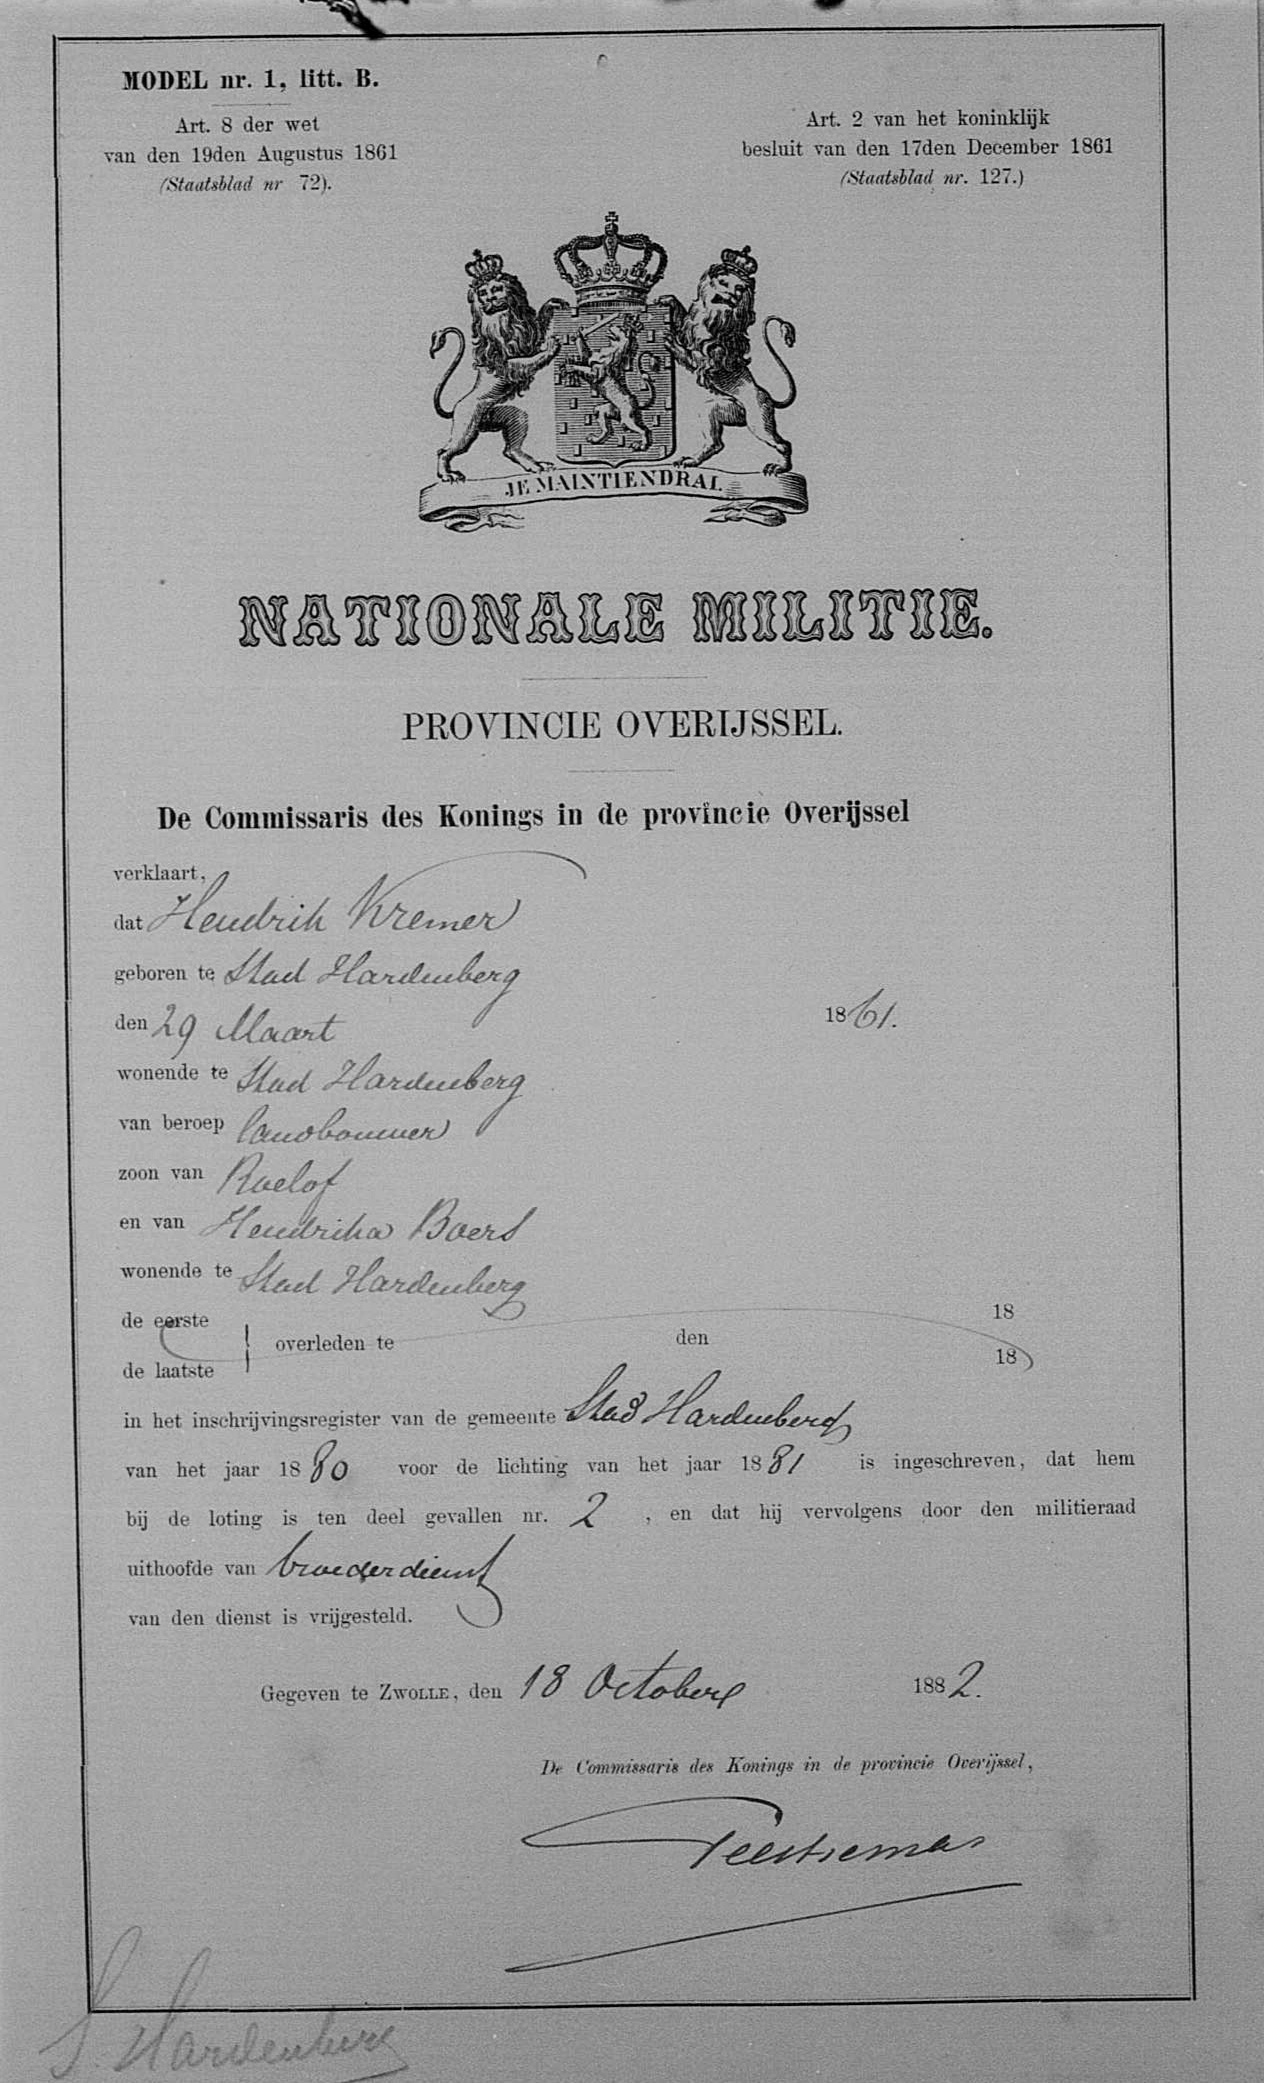 MODEL nr. 1, litt. B.
Art. 8 der wet
van den 19den Augustus 1861
(Staatsblad nr 72).
Art. 2 van het koninklijk
besluit van den 17den December 1861
(Staatsblad nr. 127.)
JE MAINTIENDRAI.
NATIONALE MILITIE.
PROVINCIE OVERIJSSEL.
De Commissaris des Konings in de provincie Overijssel
verklaart,
dat Hendrik Kremer
geboren te Stad Hardenberg
den 29 Maart 1861.
wonende te Stad Hardenberg
van beroep landbouwer
zoon van Roelof
en van Hendrika Boers
wonende te Stad Hardenberg
de eerste 18
overleden te den
de laatste 18
in het inschrijvingsregister van de gemeente Stad Hardenberg
van het jaar 1880 voor de lichting van het jaar 1881 is ingeschreven, dat hem
bij de loting is ten deel gevallen nr. 2, en dat hij vervolgens door den militieraad
uithoofde van broederdienst
van den dienst is vrijgesteld.
Gegeven te ZWOLLE, den 18 October 1882.
De Commissaris des Konings in de provincie Overijssel,
S. Hardenberg